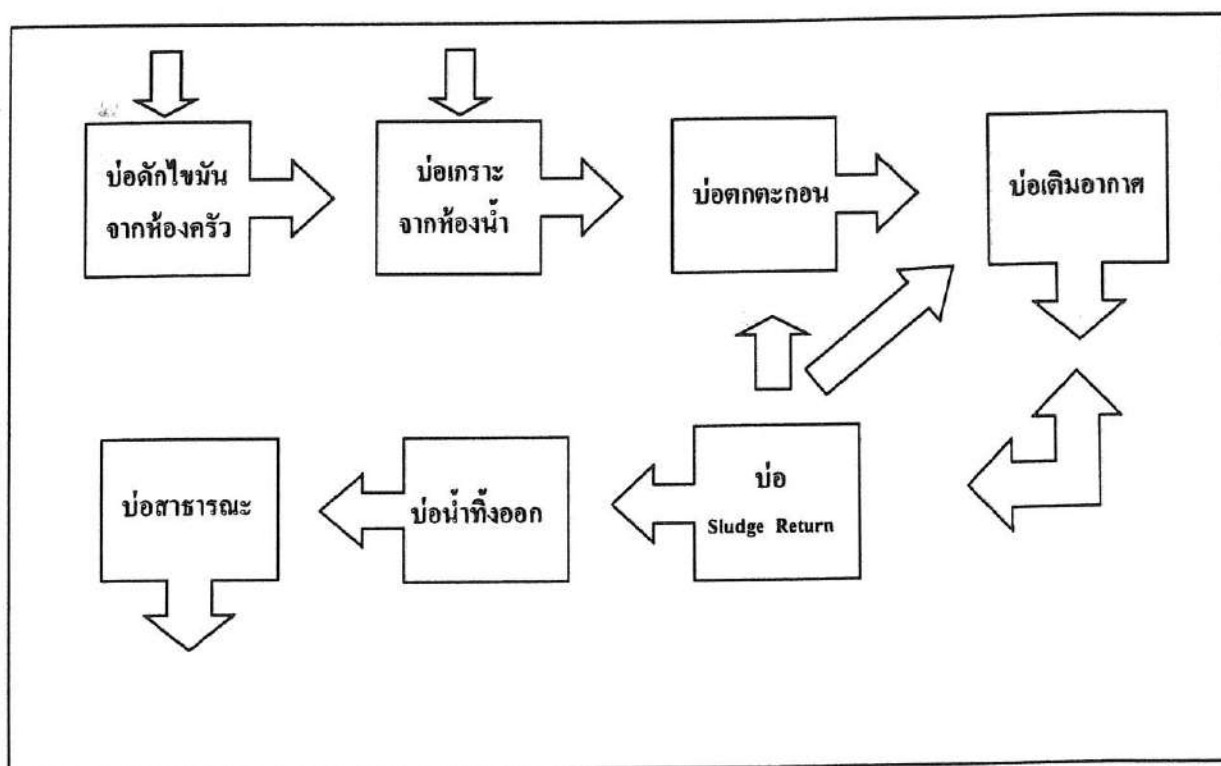 บ่อดักไขมัน
จากห้องครัว
บ่อเกราะ
จากห้องน้ำ
บ่อตกตะกอน
บ่อเติมอากาศ
บ่อสาธารณะ
บ่อน้ำทิ้งออก
บ่อ
Sludge Return